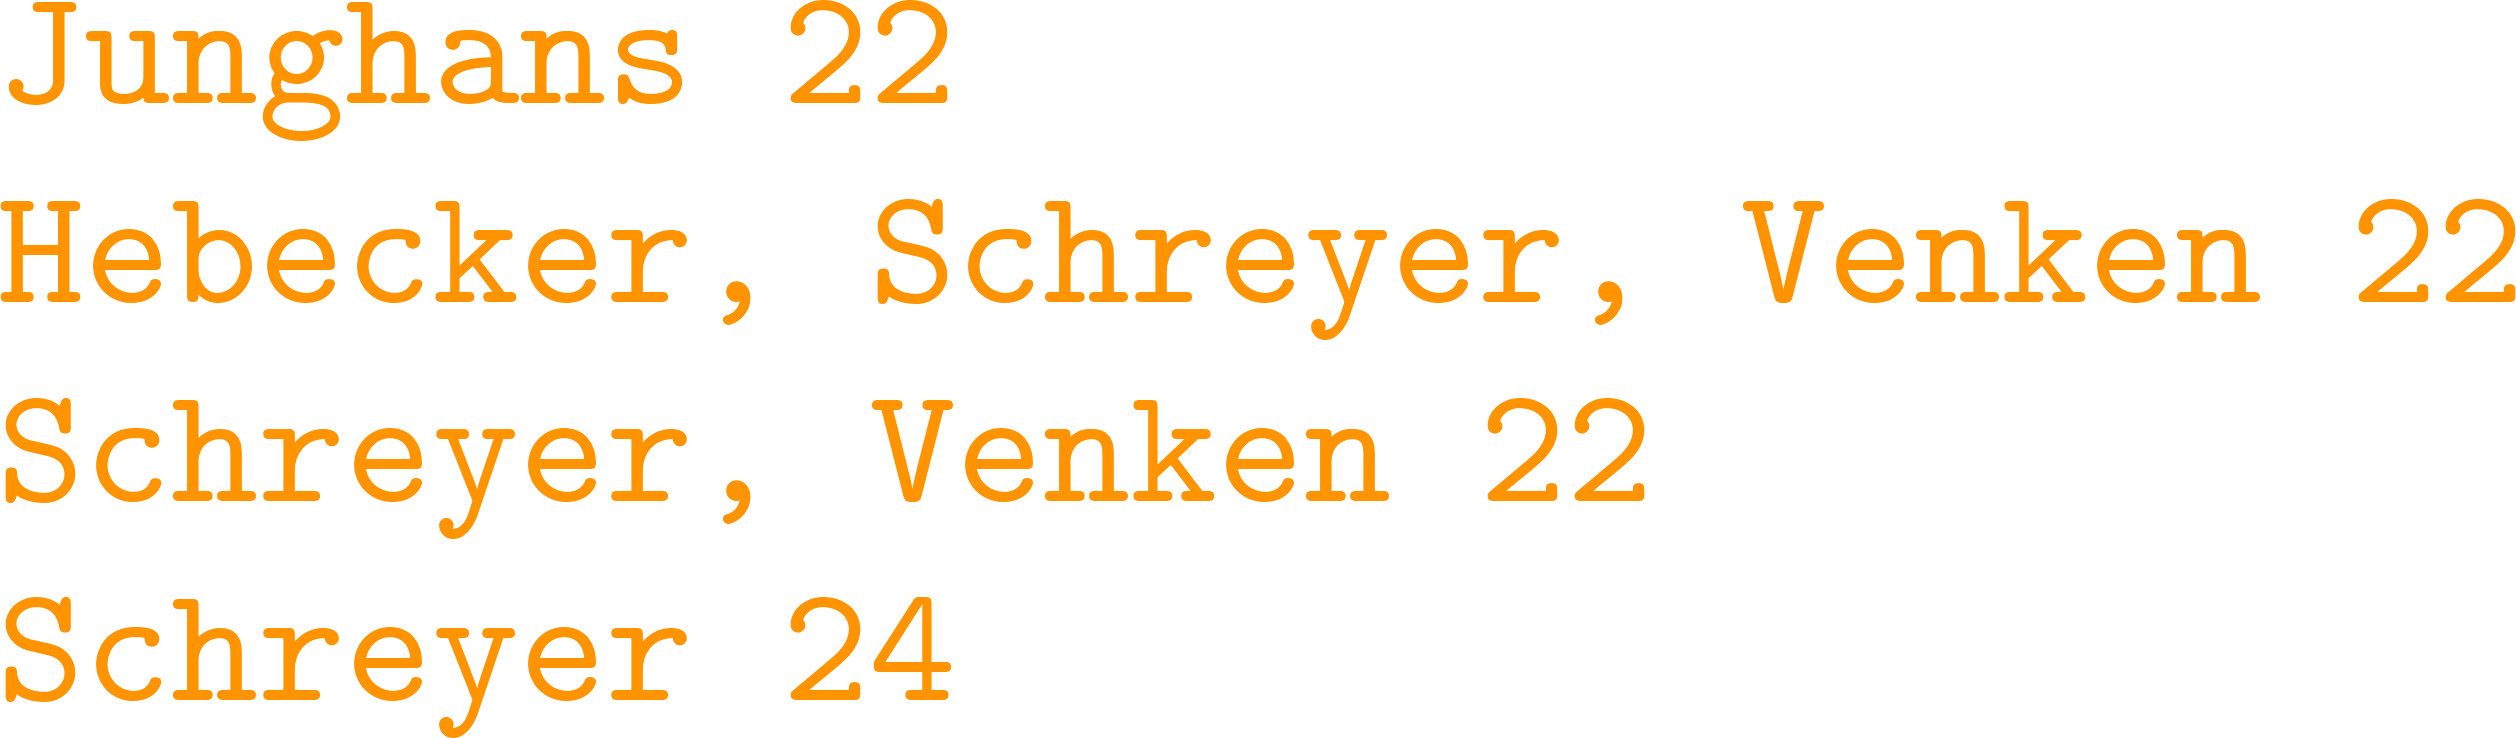 Junghans 22
Hebecker, Schreyer, Venken 22
Schreyer, Venken 22
Schreyer 24